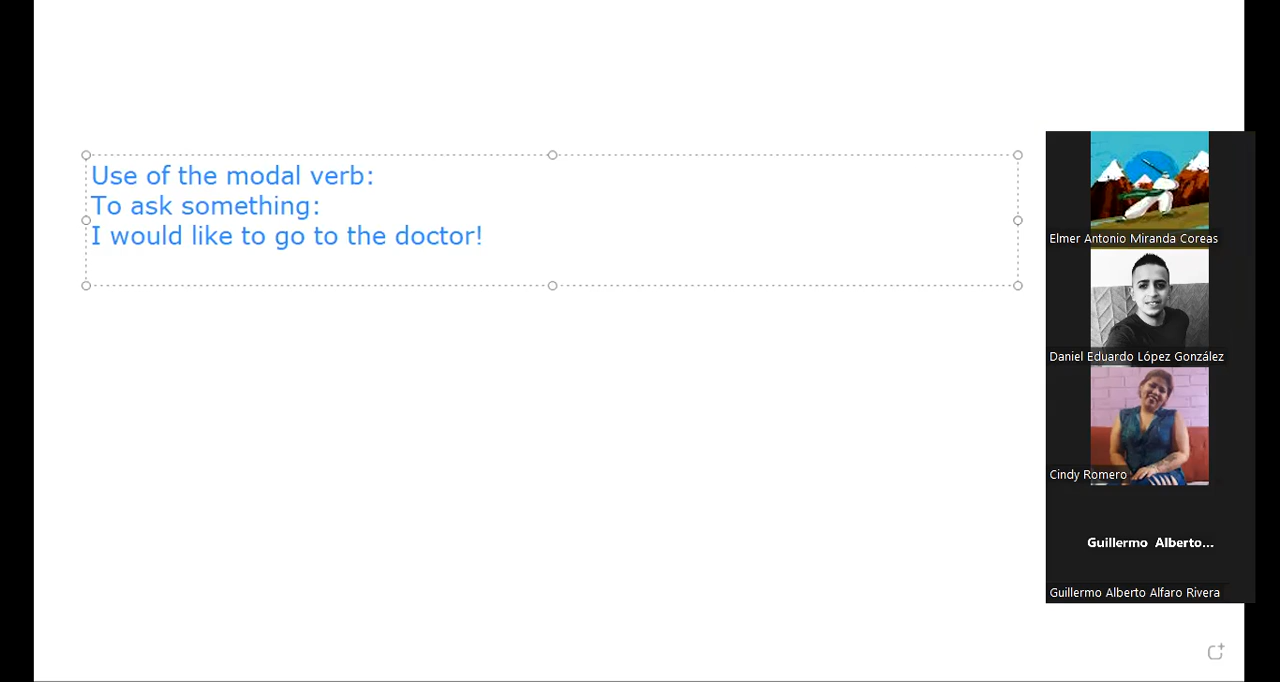 Use of the modal verb:
To ask something:
I would like to go to the doctor!
Elmer Antonio Miranda Coreas
Daniel Eduardo López González
Cindy Romero
Guillermo Alberto...
Guillermo Alberto Alfaro Rivera